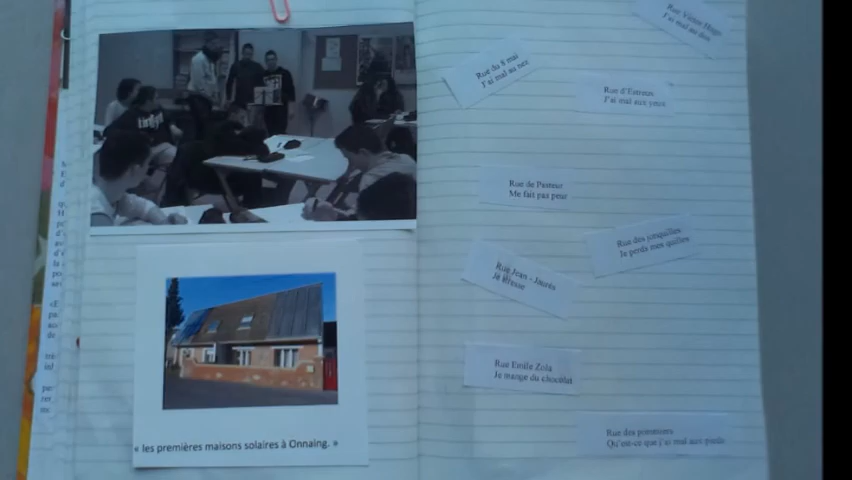 « les premières maisons solaires à Onnaing. »
Rue Victor Hugo
J'ai mal au dos
Rue du 8 mai
J'ai mal au nez
Rue d'Estreux
J'ai mal aux yeux
Rue de Pasteur
Me fait pas peur
Rue des jonquilles
Je perds mes quilles
Rue Jean - Jaurès
Je
Rue Emile Zola
Je mange du chocolat
Rue des
Qu'est-ce que j'ai mal aux pieds